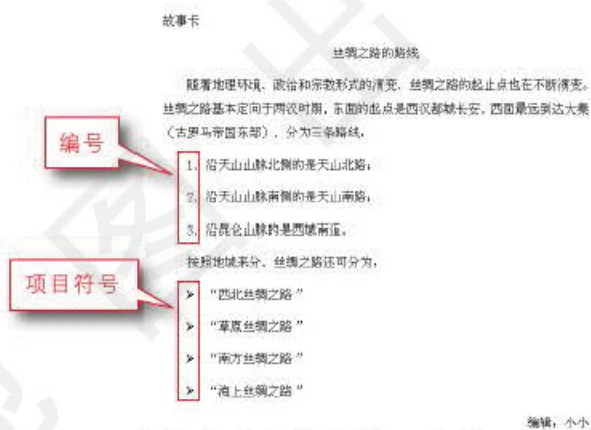 故事卡
丝绸之路的路线
随着地理环境、政治和宗教形式的演变，丝绸之路的起止点也在不断演变。
丝绸之路基本定向于两汉时期，东面的起点是西汉都城长安，西面最远到达大秦
（古罗马帝国东部），分为三条路线：
编号
1. 沿天山山脉北侧的是天山北路；
2. 沿天山山脉南侧的是天山南路；
3. 沿昆仑山脉的是西域南道。
按照地域来分，丝绸之路还可分为：
项目符号
➢ “西北丝绸之路”
➢ “草原丝绸之路”
➢ “南方丝绸之路”
➢ “海上丝绸之路”
编辑：小小